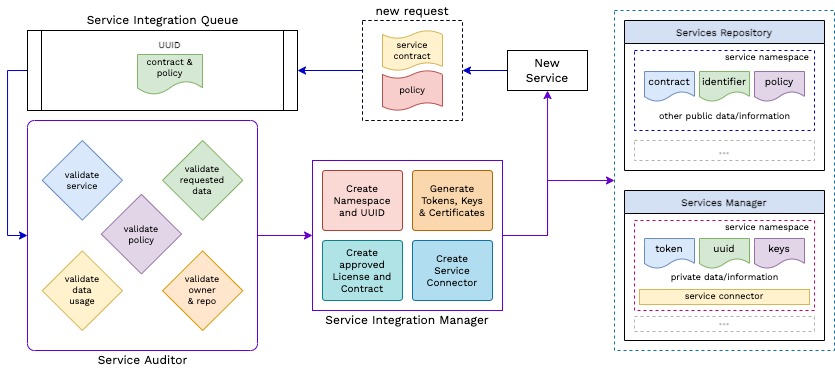 Service Integration Queue
UUID
contract &
policy
new request
service
contract
policy
New
Service
Services Repository
service namespace
contract
identifier
policy
other public data/information
...
validate
service
validate
requested
data
validate
policy
validate
data
usage
validate
owner
& repo
Service Auditor
Create
Namespace
and UUID
Generate
Tokens, Keys
& Certificates
Create
approved
License and
Contract
Create
Service
Connector
Service Integration Manager
Services Manager
service namespace
token
uuid
keys
private data/information
service connector
...